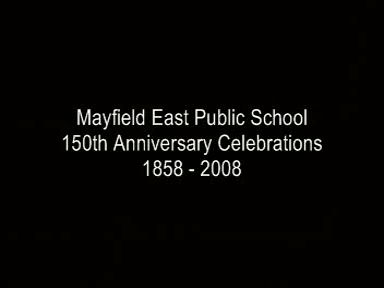 Mayfield East Public School
150th Anniversary Celebrations
1858 - 2008